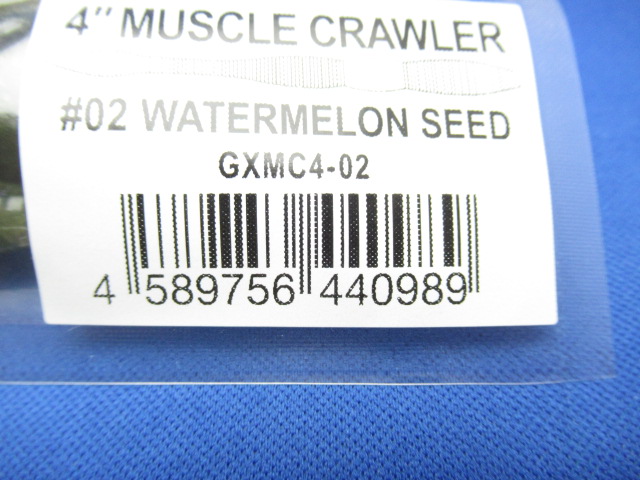 4" MUSCLE CRAWLER
#02 WATERMELON SEED
GXMC4-02
4 589756 440989